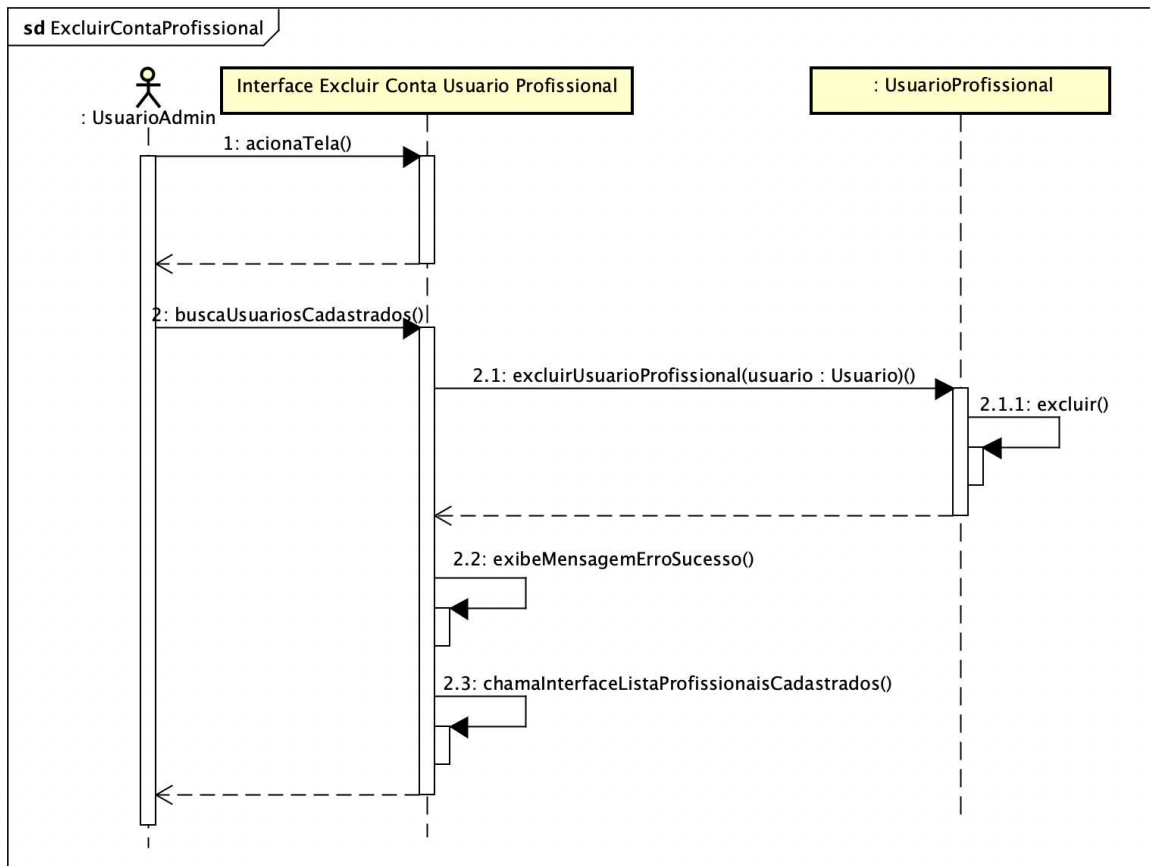 sd ExcluirContaProfissional
: UsuarioAdmin
Interface Excluir Conta Usuario Profissional
: UsuarioProfissional
1: acionaTela()
2: buscaUsuariosCadastrados()
2.1: excluirUsuarioProfissional(usuario : Usuario)()
2.1.1: excluir()
2.2: exibeMensagemErroSucesso()
2.3: chamaInterfaceListaProfissionaisCadastrados()